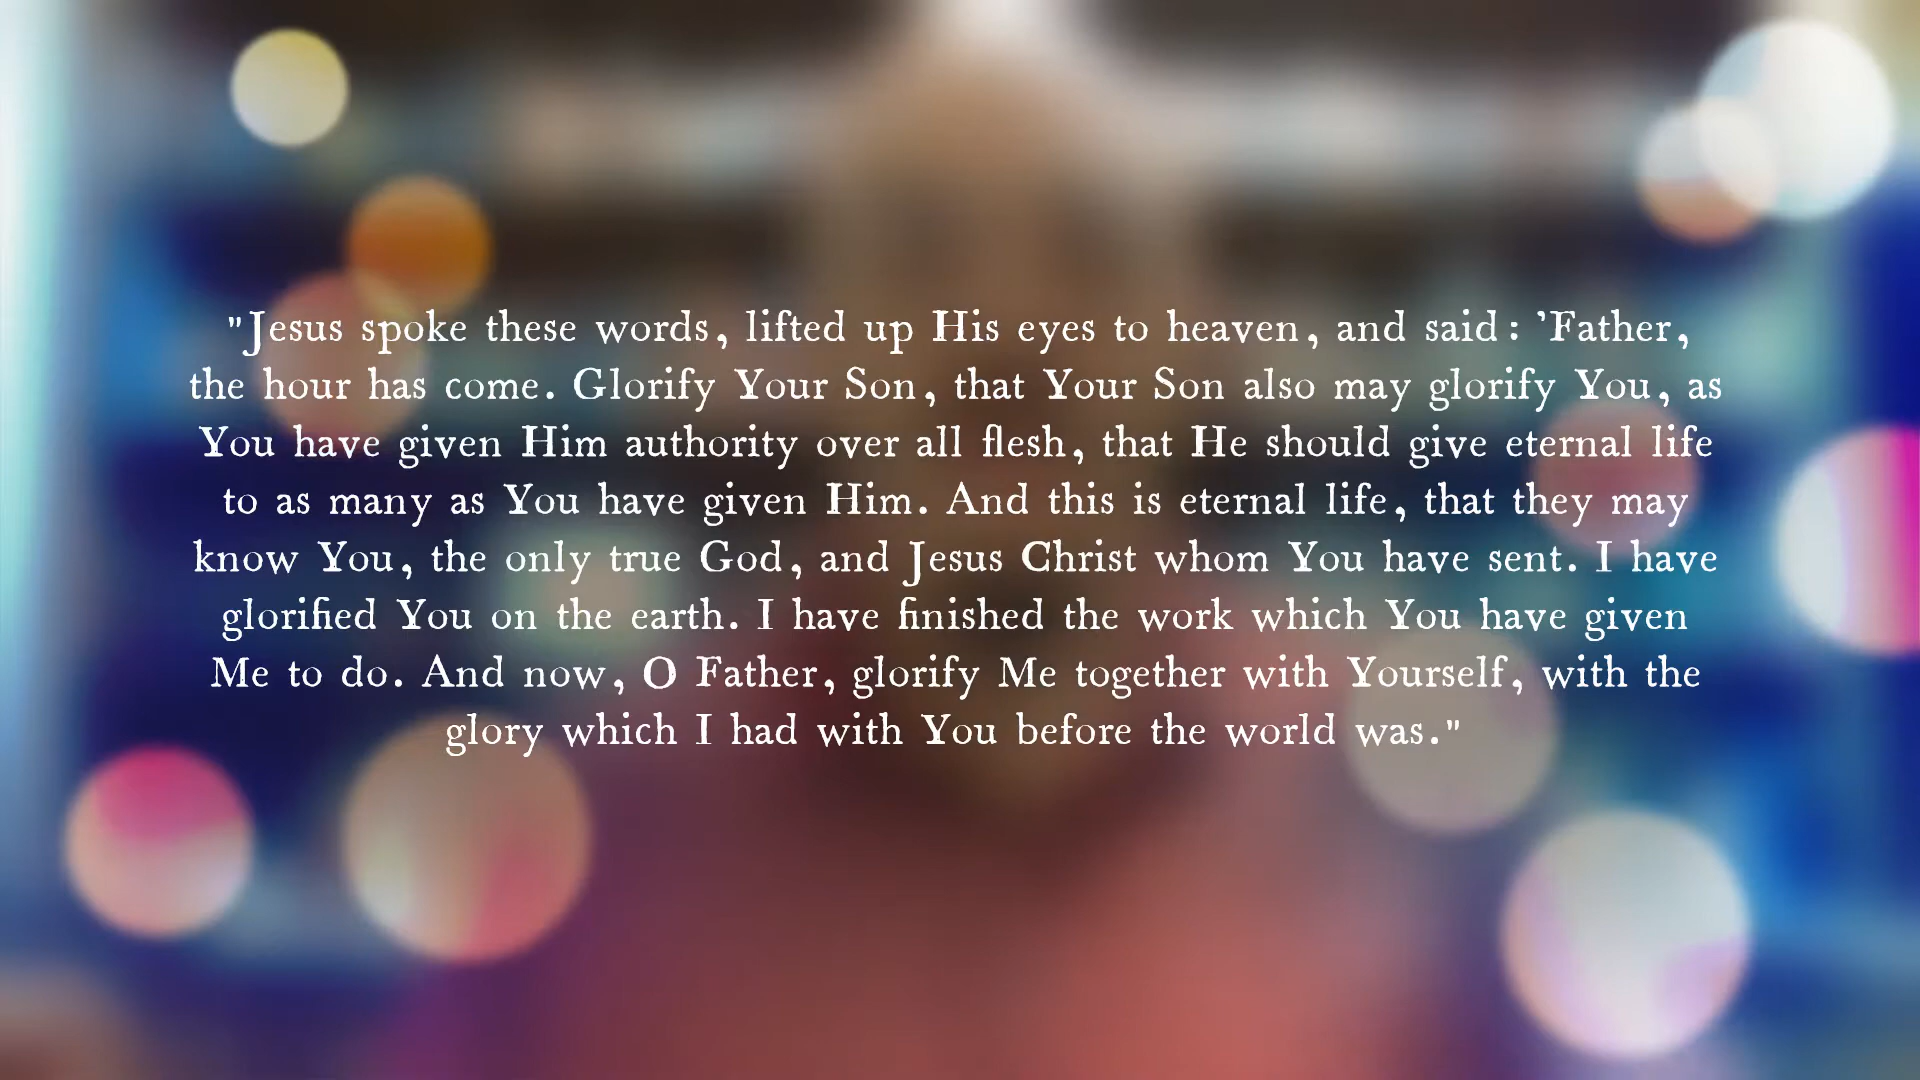 "Jesus spoke these words, lifted up His eyes to heaven, and said: 'Father,
the hour has come. Glorify Your Son, that Your Son also may glorify You, as
You have given Him authority over all flesh, that He should give eternal life
to as many as You have given Him. And this is eternal life, that they may
know You, the only true God, and Jesus Christ whom You have sent. I have
glorified You on the earth. I have finished the work which You have given
Me to do. And now, O Father, glorify Me together with Yourself, with the
glory which I had with You before the world was."